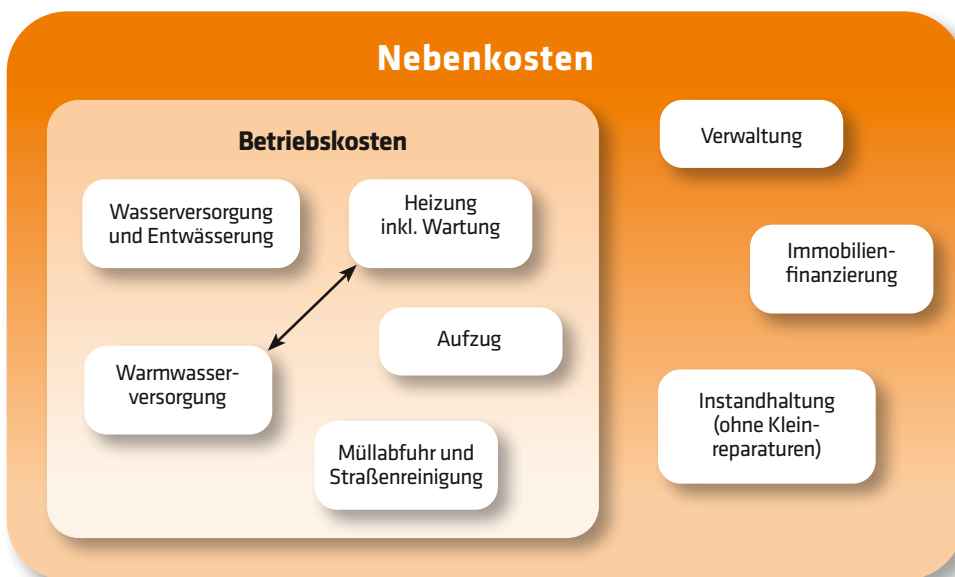 Nebenkosten
Betriebskosten
Wasserversorgung
und Entwässerung
Heizung
inkl. Wartung
Aufzug
Warmwasser-
versorgung
Müllabfuhr und
Straßenreinigung
Verwaltung
Immobilien-
finanzierung
Instandhaltung
(ohne Klein-
reparaturen)